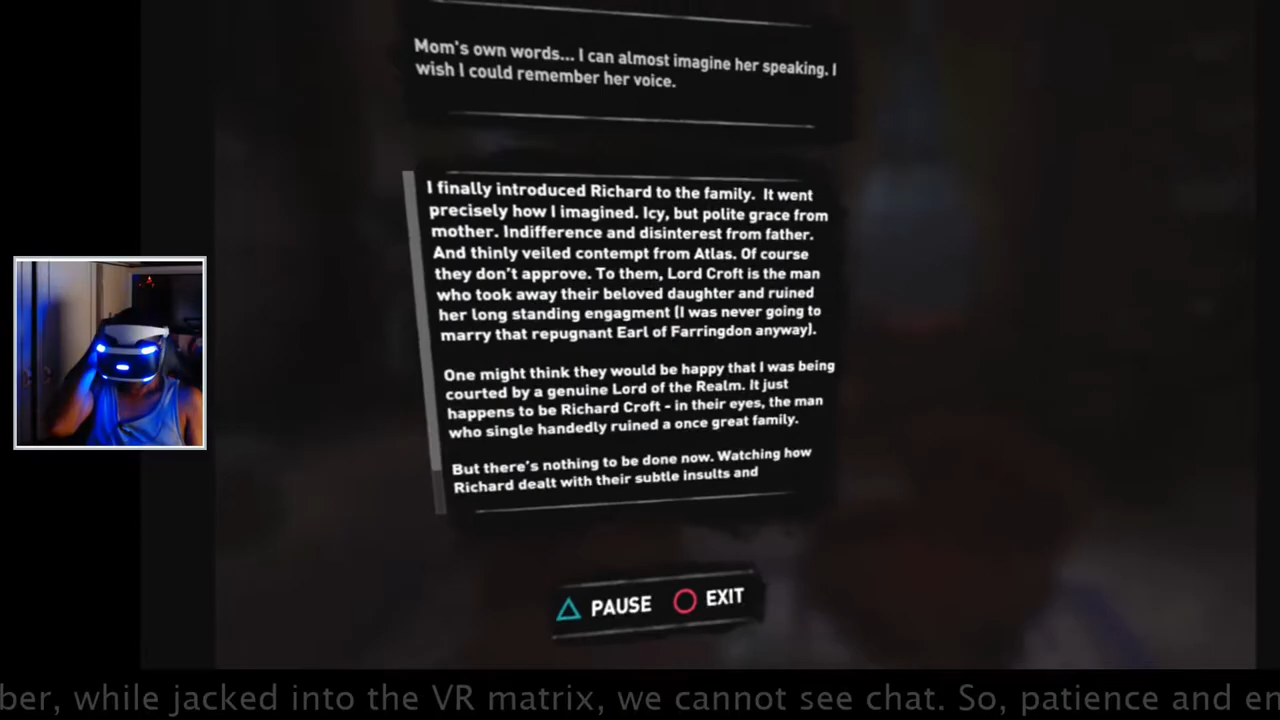 Mom's own words... I can almost imagine her speaking. I
wish I could remember her voice.
I finally introduced Richard to the family. It went
precisely how I imagined. Icy, but polite grace from
mother. Indifference and disinterest from father.
And thinly veiled contempt from Atlas. Of course
they don't approve. To them, Lord Croft is the man
who took away their beloved daughter and ruined
her long standing engagment (I was never going to
marry that repugnant Earl of Farringdon anyway).
One might think they would be happy that I was being
courted by a genuine Lord of the Realm. It just
happens to be Richard Croft - in their eyes, the man
who single handedly ruined a once great family.
But there's nothing to be done now. Watching how
Richard dealt with their subtle insults and
PAUSE EXIT
ber, while jacked into the VR matrix, we cannot see chat. So, patience and en